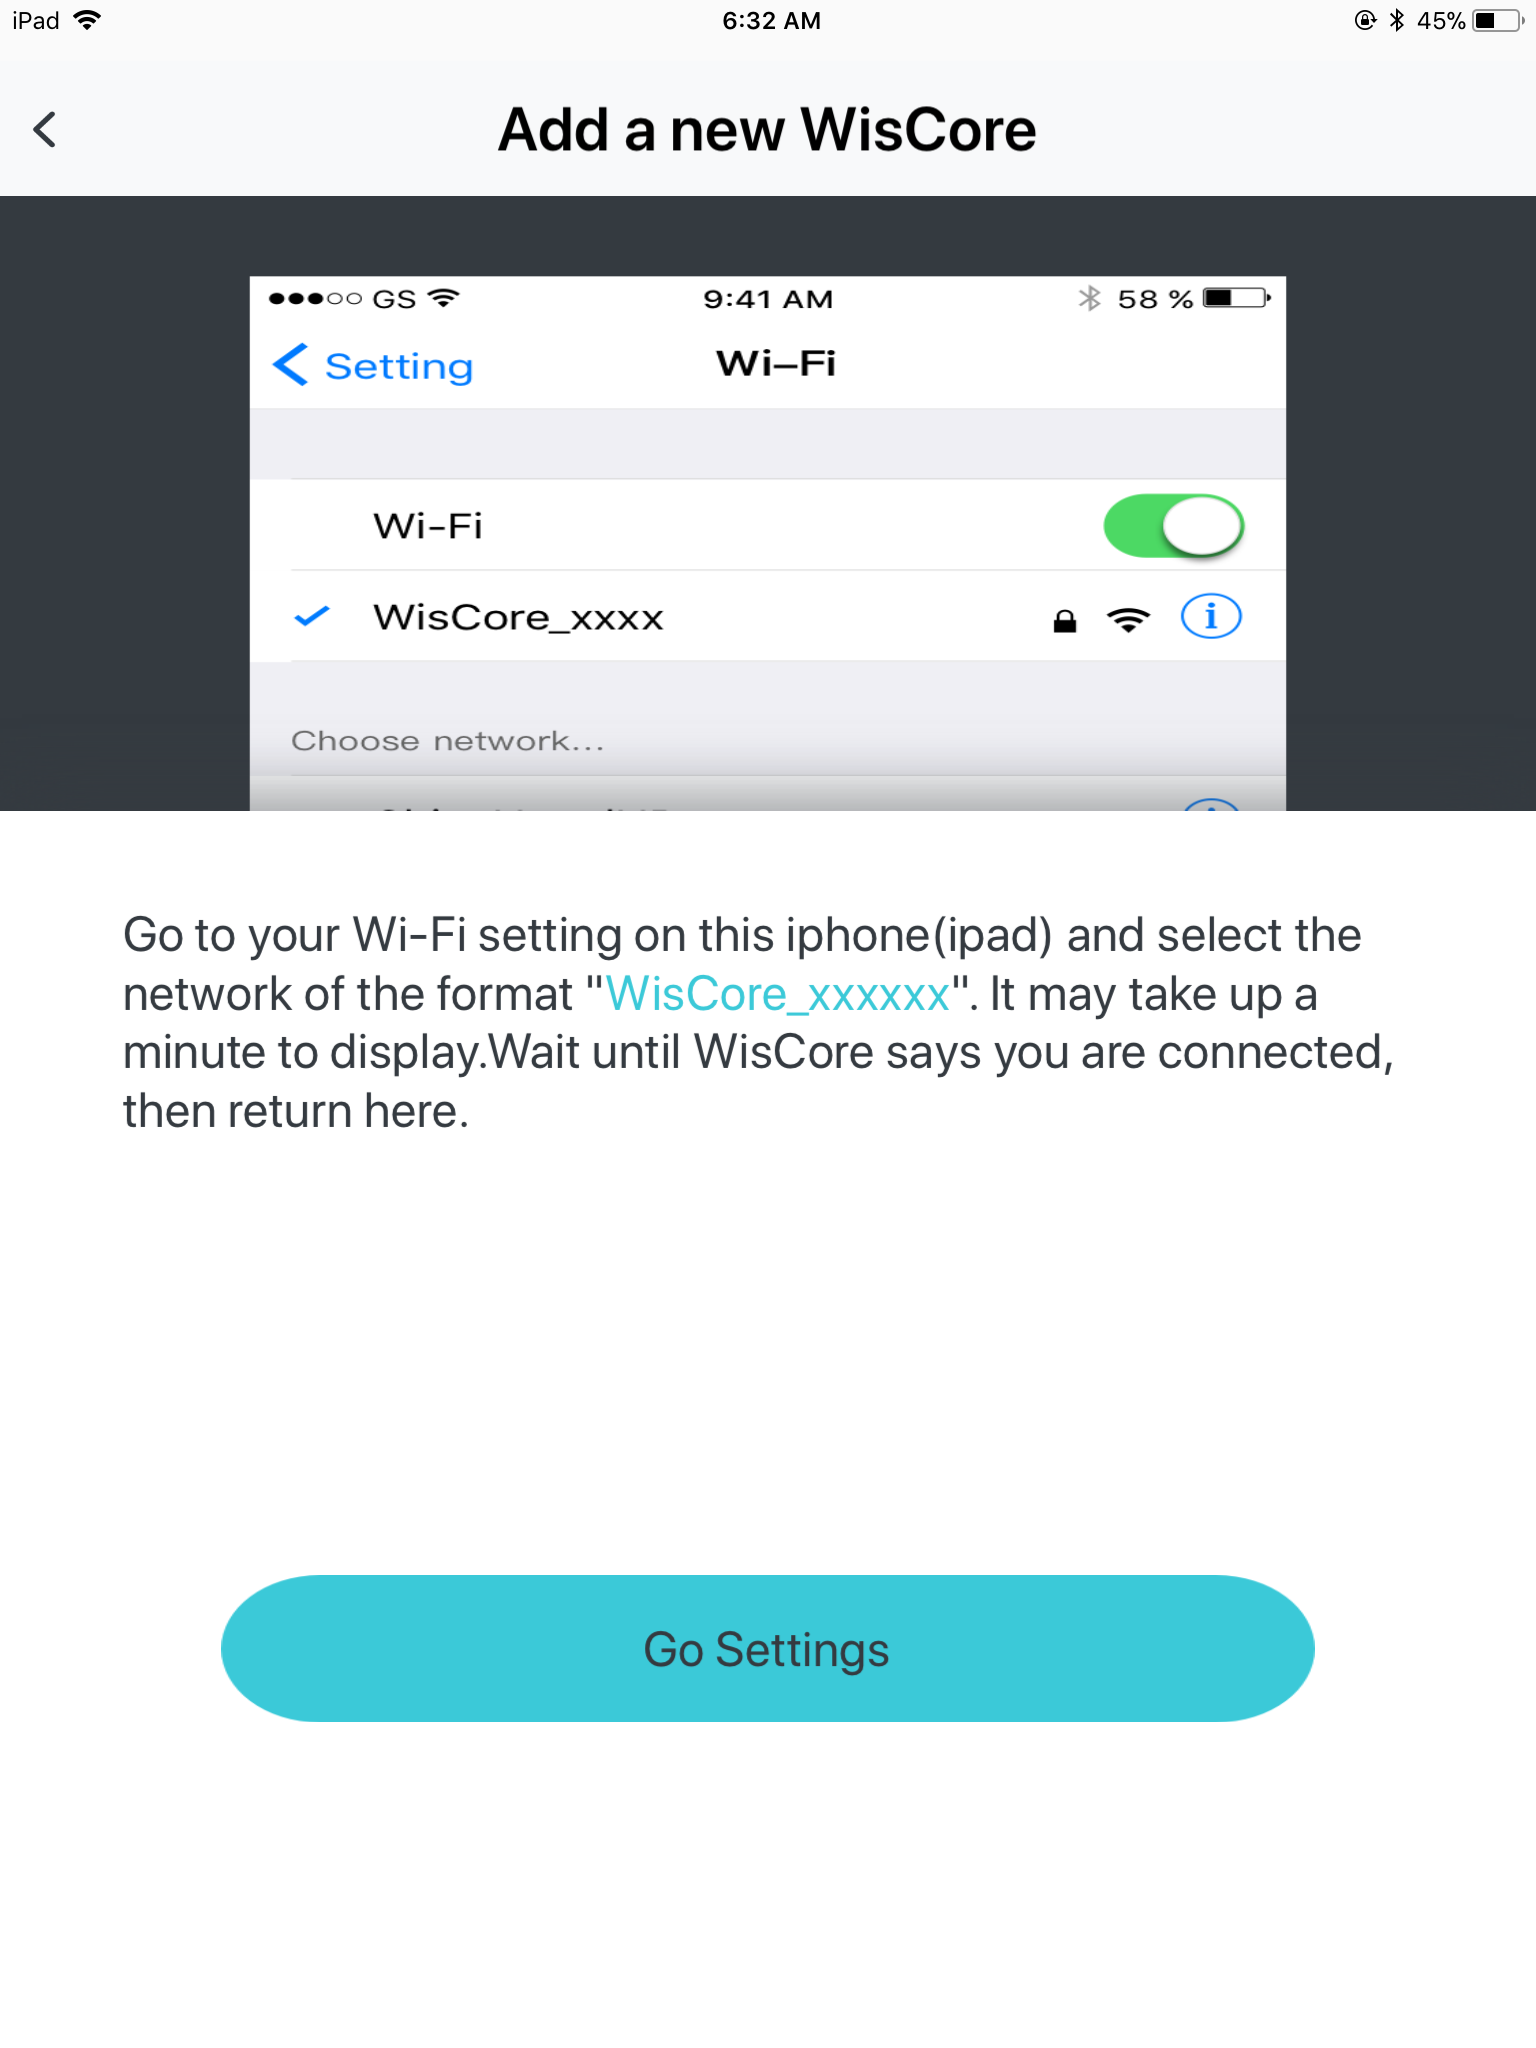 iPad 6:32 AM 45%
Add a new WisCore
GS 9:41 AM 58 %
Setting Wi–Fi
Wi-Fi
WisCore_xxxx
Choose network...
Go to your Wi-Fi setting on this iphone(ipad) and select the
network of the format "WisCore_xxxxxx". It may take up a
minute to display.Wait until WisCore says you are connected,
then return here.
Go Settings